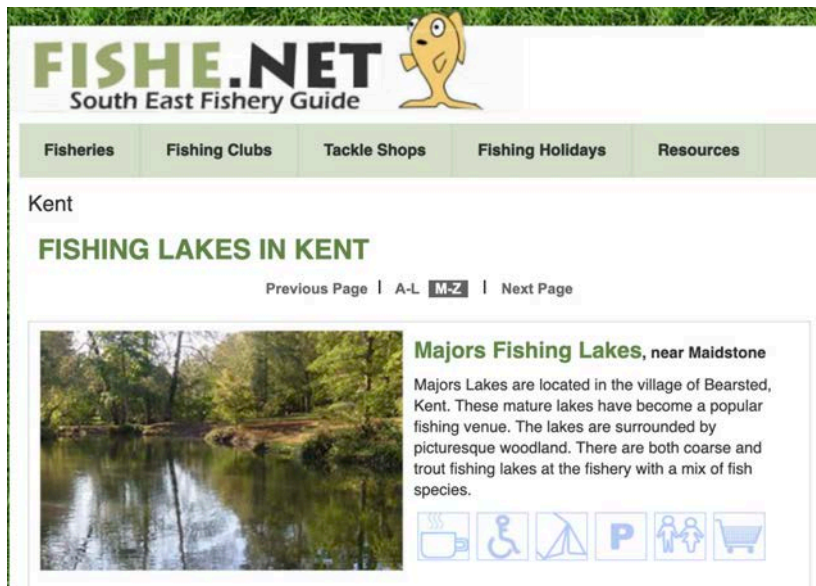 FISHE.NET
South East Fishery Guide
Fisheries Fishing Clubs Tackle Shops Fishing Holidays Resources
Kent
FISHING LAKES IN KENT
Previous Page | A-L M-Z | Next Page
Majors Fishing Lakes, near Maidstone
Majors Lakes are located in the village of Bearsted,
Kent. These mature lakes have become a popular
fishing venue. The lakes are surrounded by
picturesque woodland. There are both coarse and
trout fishing lakes at the fishery with a mix of fish
species.
P